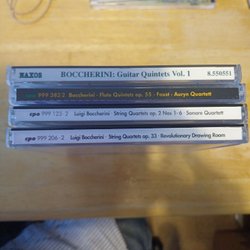 NAXOS BOCCHERINI: Guitar Quintets Vol. 1 8.550551
cpo 999 382-2 Boccherini · Flute Quintets op. 55 · Faust · Auryn Quartett
cpo 999 123-2 Luigi Boccherini · String Quartets op. 2 Nos 1-6 · Sonare Quartett
cpo 999 206-2 Luigi Boccherini · String Quartets op. 33 · Revolutionary Drawing Room